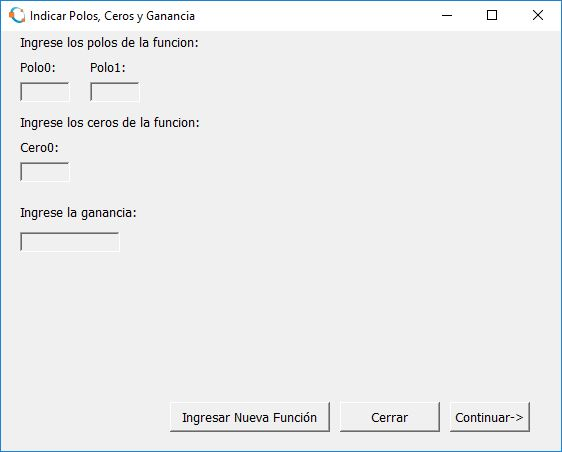 Indicar Polos, Ceros y Ganancia
Ingrese los polos de la funcion:
Polo0: Polo1:
Ingrese los ceros de la funcion:
Cero0:
Ingrese la ganancia:
Ingresar Nueva Función Cerrar Continuar->